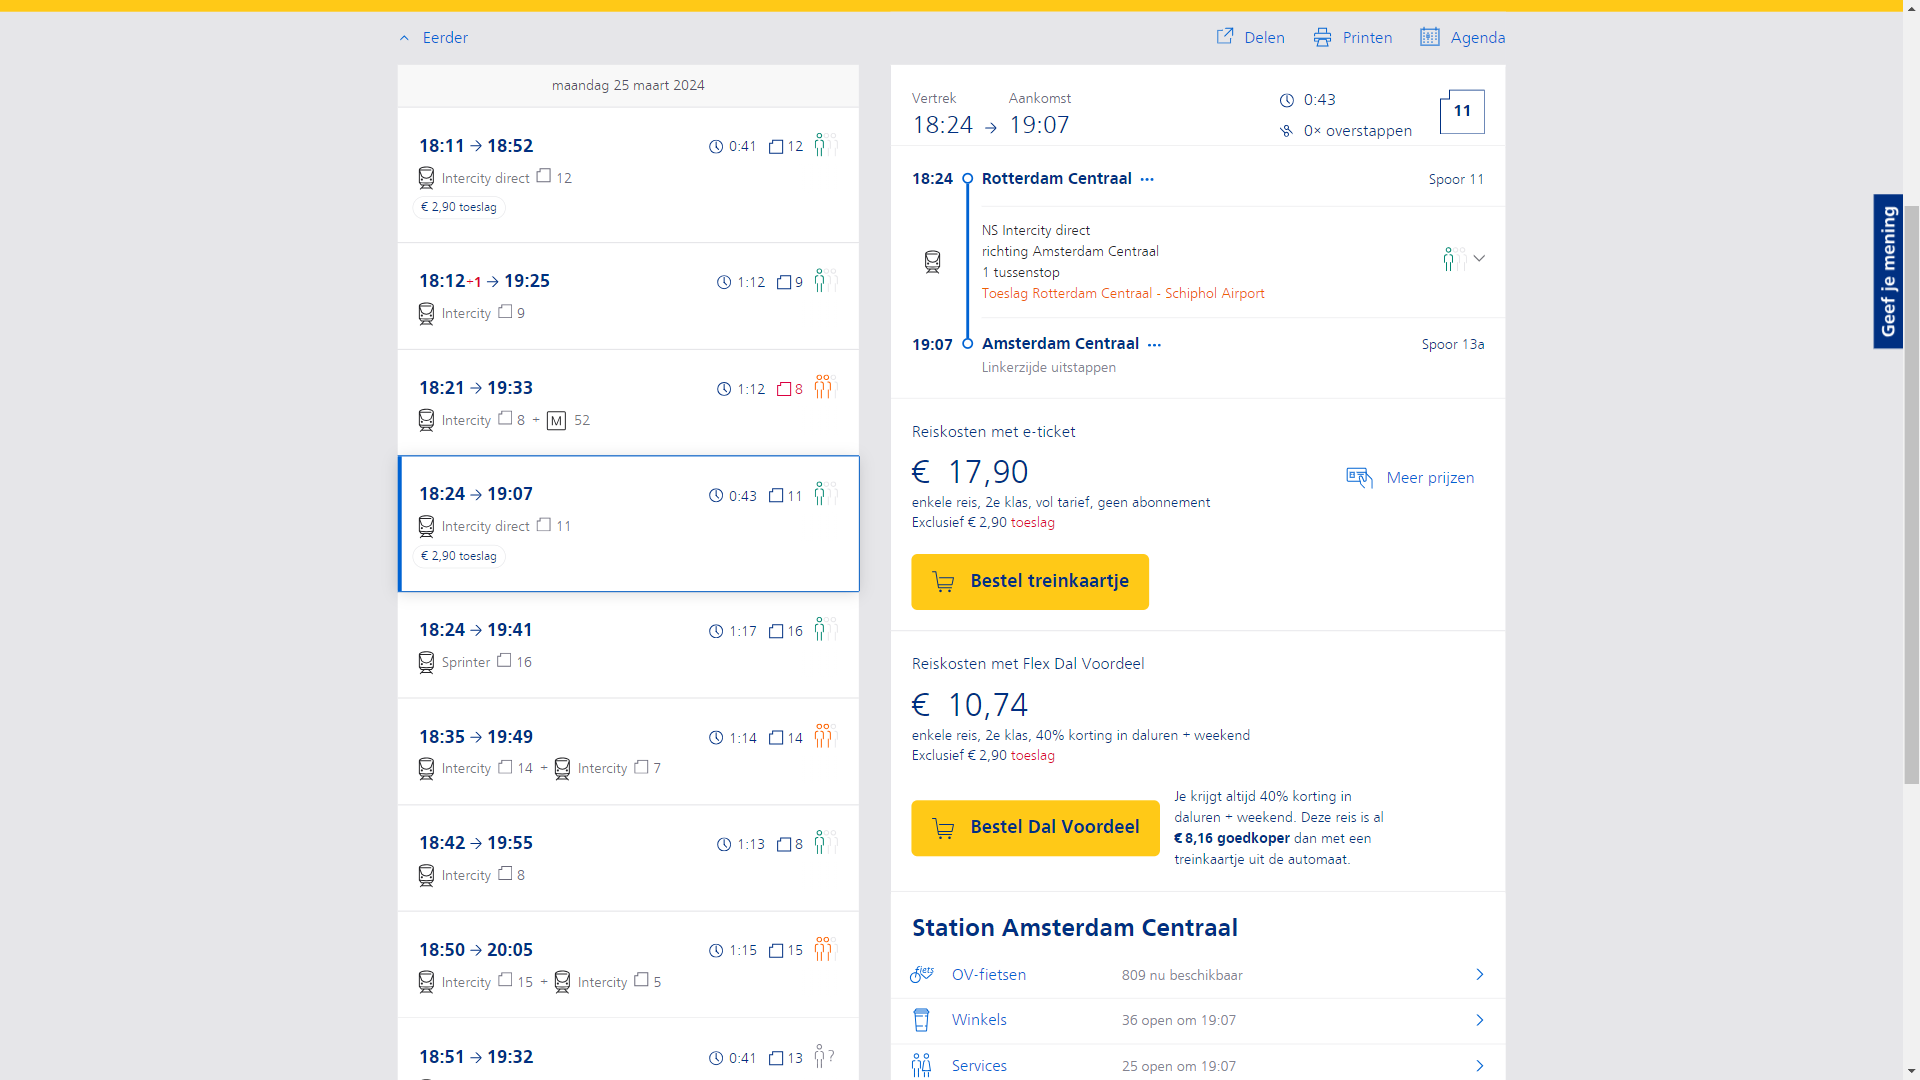 Eerder
Delen
Printen
Agenda
maandag 25 maart 2024
18:11 → 18:52
0:41
12
Intercity direct 12
€ 2,90 toeslag
18:12+1 → 19:25
1:12
9
Intercity 9
18:21 → 19:33
1:12
8
Intercity 8 + M 52
18:24 → 19:07
0:43
11
Intercity direct 11
€ 2,90 toeslag
18:24 → 19:41
1:17
16
Sprinter 16
18:35 → 19:49
1:14
14
Intercity 14 + Intercity 7
18:42 → 19:55
1:13
8
Intercity 8
18:50 → 20:05
1:15
15
Intercity 15 + Intercity 5
18:51 → 19:32
0:41
13
?
Vertrek
Aankomst
18:24 → 19:07
0:43
0× overstappen
11
18:24 Rotterdam Centraal ...
Spoor 11
NS Intercity direct
richting Amsterdam Centraal
1 tussenstop
Toeslag Rotterdam Centraal - Schiphol Airport
19:07 Amsterdam Centraal ...
Spoor 13a
Linkerzijde uitstappen
Reiskosten met e-ticket
€ 17,90
enkele reis, 2e klas, vol tarief, geen abonnement
Exclusief € 2,90 toeslag
Meer prijzen
Bestel treinkaartje
Reiskosten met Flex Dal Voordeel
€ 10,74
enkele reis, 2e klas, 40% korting in daluren + weekend
Exclusief € 2,90 toeslag
Bestel Dal Voordeel
Je krijgt altijd 40% korting in
daluren + weekend. Deze reis is al
€ 8,16 goedkoper dan met een
treinkaartje uit de automaat.
Station Amsterdam Centraal
fiets
OV-fietsen
809 nu beschikbaar
Winkels
36 open om 19:07
Services
25 open om 19:07
Geef je mening